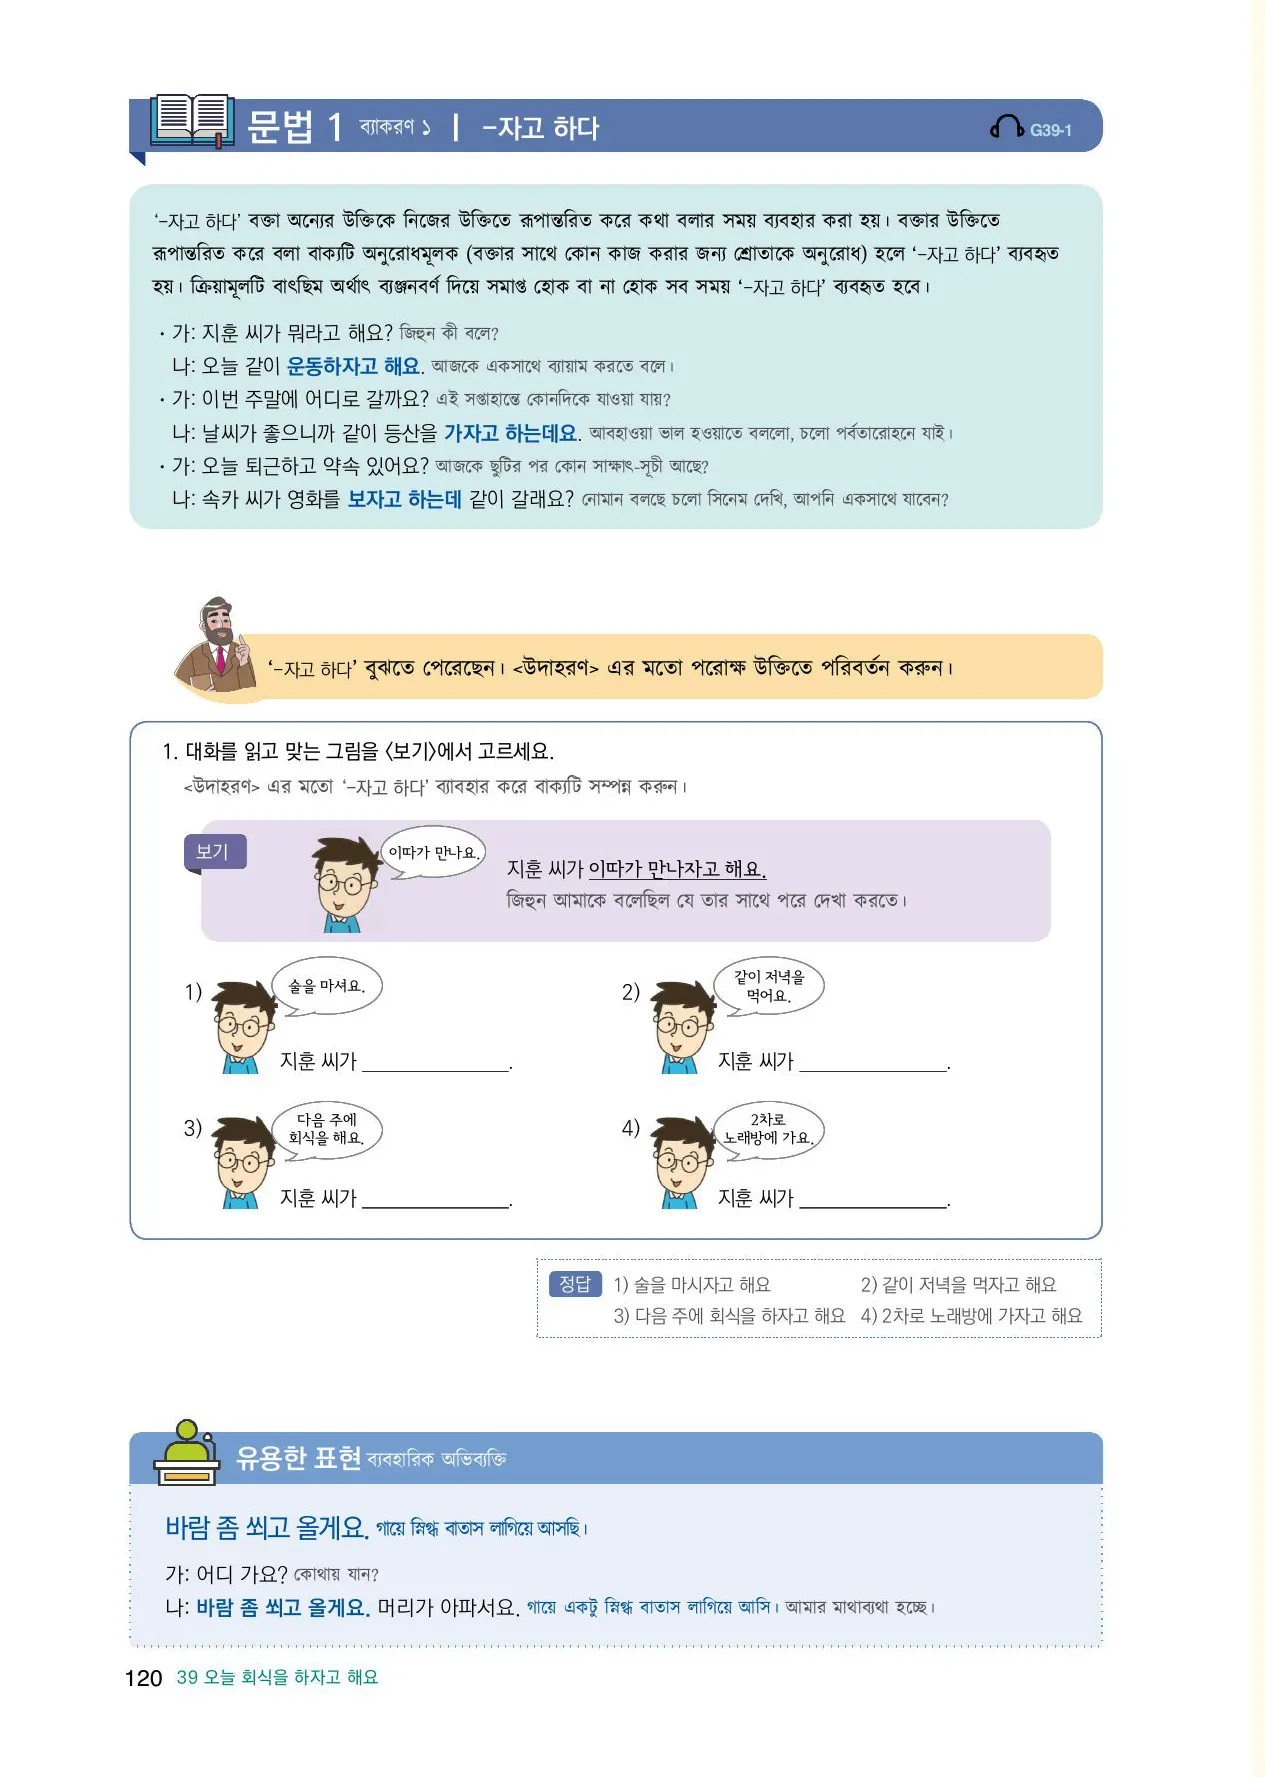 문법 1 ব্যাকরণ ১ | -자고 하다
G39-1
‘-자고 하다’ বক্তা অন্যের উক্তিকে নিজের উক্তিতে রূপান্তরিত করে কথা বলার সময় ব্যবহার করা হয়। বক্তার উক্তিতে
রূপান্তরিত করে বলা বাক্যটি অনুরোধমূলক (বক্তার সাথে কোন কাজ করার জন্য শ্রোতাকে অনুরোধ) হলে ‘-자고 하다’ ব্যবহৃত
হয়। ক্রিয়ামূলটি বাৎছিম অর্থাৎ ব্যঞ্জনবর্ণ দিয়ে সমাপ্ত হোক বা না হোক সব সময় ‘-자고 하다’ ব্যবহৃত হবে।
· 가: 지훈 씨가 뭐라고 해요? জিহুন কী বলে?
나: 오늘 같이 운동하자고 해요. আজকে একসাথে ব্যায়াম করতে বলে।
· 가: 이번 주말에 어디로 갈까요? এই সপ্তাহান্তে কোনদিকে যাওয়া যায়?
나: 날씨가 좋으니까 같이 등산을 가자고 하는데요. আবহাওয়া ভাল হওয়াতে বললো, চলো পর্বতারোহনে যাই।
· 가: 오늘 퇴근하고 약속 있어요? আজকে ছুটির পর কোন সাক্ষাৎ-সূচী আছে?
나: 속카 씨가 영화를 보자고 하는데 같이 갈래요? নোমান বলছে চলো সিনেম দেখি, আপনি একসাথে যাবেন?
‘-자고 하다’ বুঝতে পেরেছেন। <উদাহরণ> এর মতো পরোক্ষ উক্তিতে পরিবর্তন করুন।
1. 대화를 읽고 맞는 그림을 〈보기〉에서 고르세요.
<উদাহরণ> এর মতো ‘-자고 하다’ ব্যাবহার করে বাক্যটি সম্পন্ন করুন।
보기
이따가 만나요.
지훈 씨가 이따가 만나자고 해요.
জিহুন আমাকে বলেছিল যে তার সাথে পরে দেখা করতে।
1)
술을 마셔요.
지훈 씨가 ______________.
2)
같이 저녁을
먹어요.
지훈 씨가 ______________.
3)
다음 주에
회식을 해요.
지훈 씨가 ______________.
4)
2차로
노래방에 가요.
지훈 씨가 ______________.
정답 1) 술을 마시자고 해요 2) 같이 저녁을 먹자고 해요
3) 다음 주에 회식을 하자고 해요 4) 2차로 노래방에 가자고 해요
유용한 표현 ব্যবহারিক অভিব্যক্তি
바람 좀 쐬고 올게요. গায়ে স্নিগ্ধ বাতাস লাগিয়ে আসছি।
가: 어디 가요? কোথায় যান?
나: 바람 좀 쐬고 올게요. 머리가 아파서요. গায়ে একটু স্নিগ্ধ বাতাস লাগিয়ে আসি। আমার মাথাব্যথা হচ্ছে।
120 39 오늘 회식을 하자고 해요